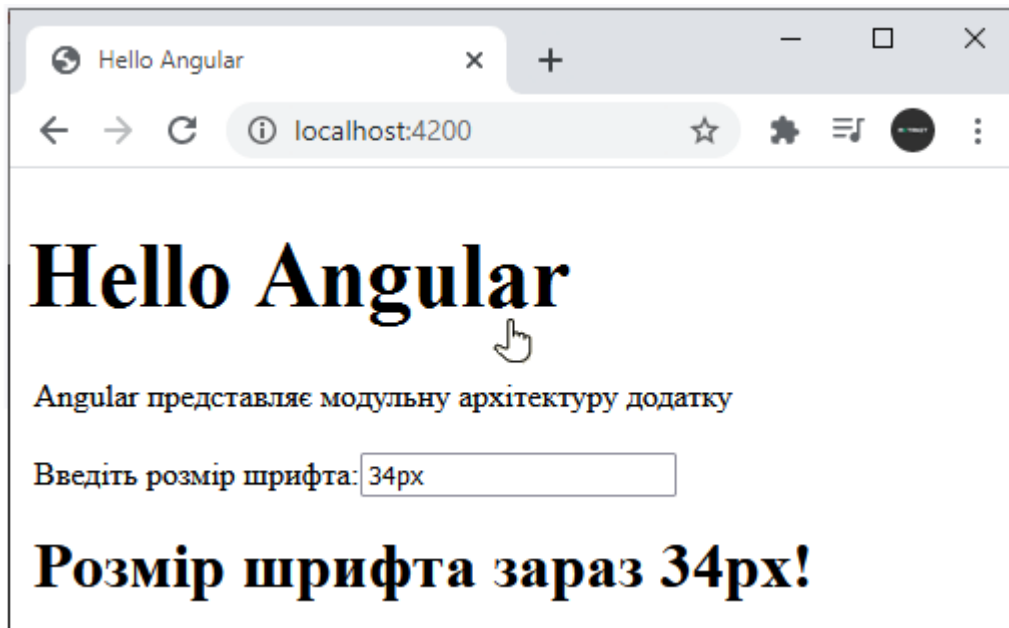 Hello Angular
localhost:4200
Hello Angular
Angular представляє модульну архітектуру додатку
Введіть розмір шрифта: 34px
Розмір шрифта зараз 34px!